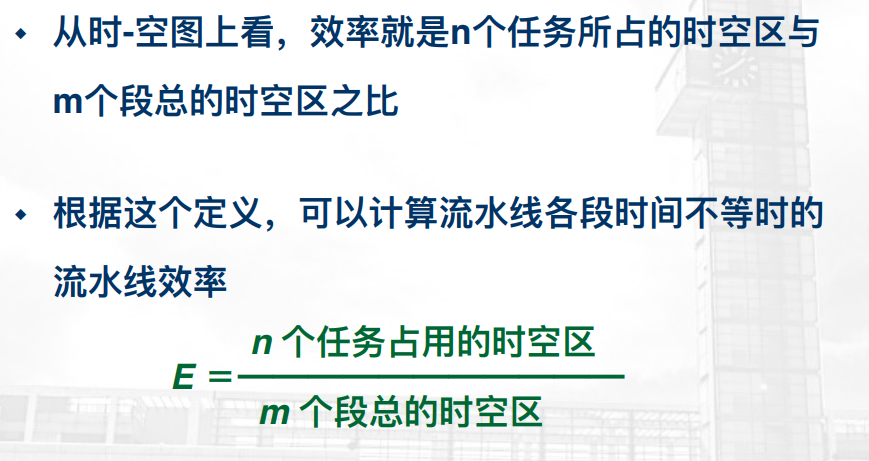 从时-空图上看，效率就是n个任务所占的时空区与
m个段总的时空区之比
根据这个定义，可以计算流水线各段时间不等时的
流水线效率
n 个任务占用的时空区
E =
m 个段总的时空区